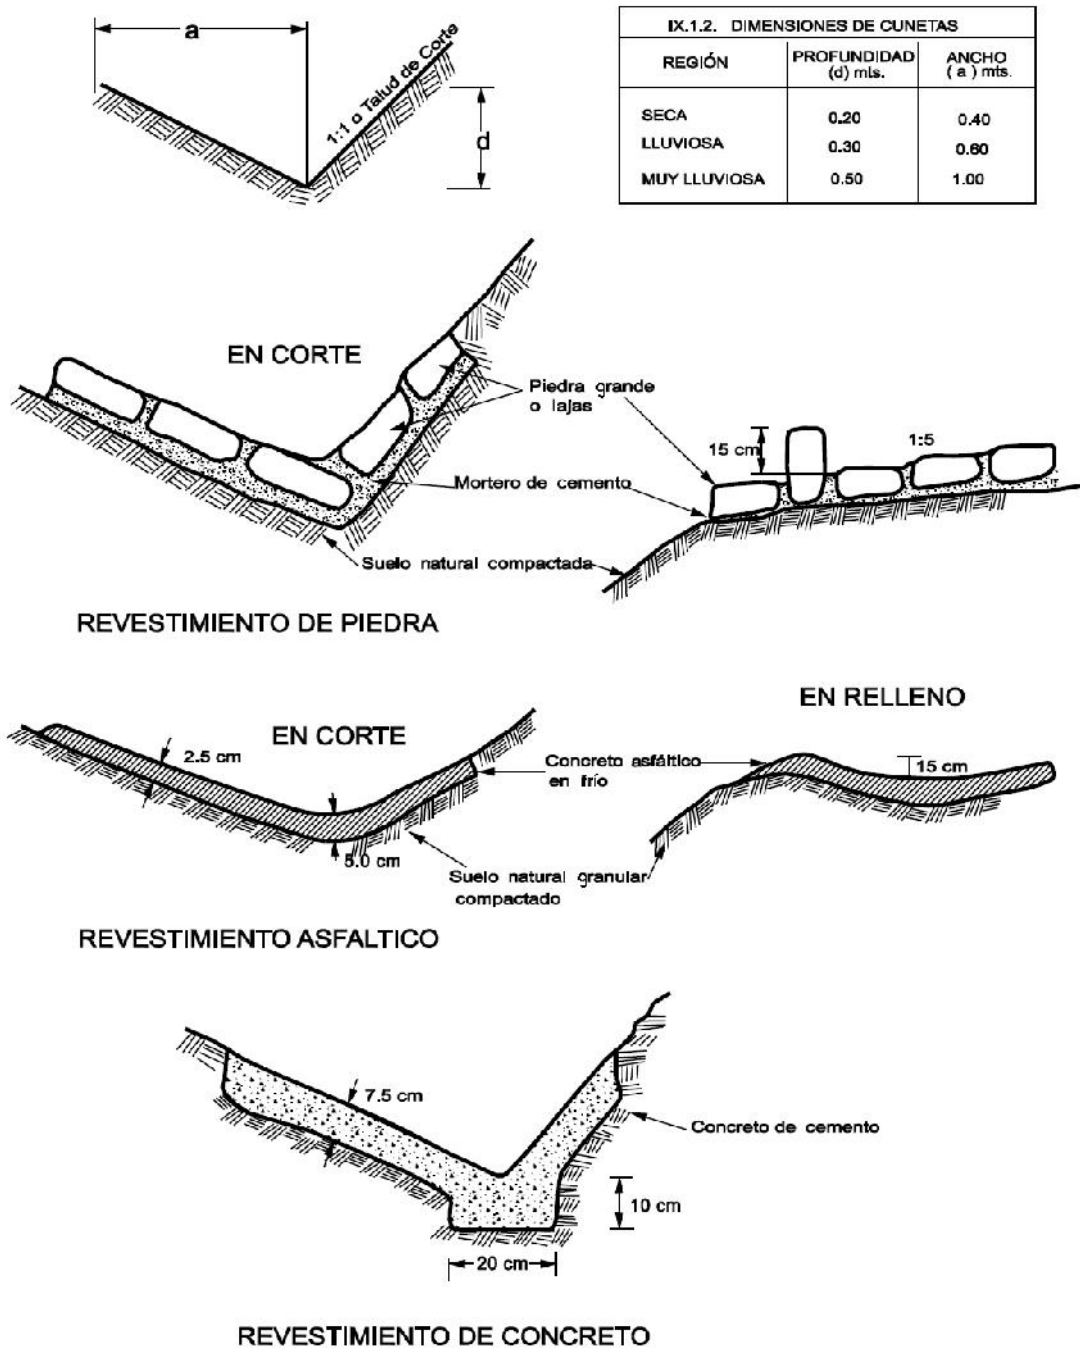 a
1:1 o Talud de Corte
d
IX.1.2. DIMENSIONES DE CUNETAS
REGIÓN PROFUNDIDAD (d) mts. ANCHO ( a ) mts.
SECA 0.20 0.40
LLUVIOSA 0.30 0.60
MUY LLUVIOSA 0.50 1.00
EN CORTE
Piedra grande
o lajas
15 cm
1:5
Mortero de cemento
Suelo natural compactada
REVESTIMIENTO DE PIEDRA
EN RELLENO
EN CORTE
2.5 cm
Concreto asfáltico
en frío
15 cm
5.0 cm
Suelo natural granular
compactado
REVESTIMIENTO ASFALTICO
7.5 cm
Concreto de cemento
10 cm
20 cm
REVESTIMIENTO DE CONCRETO